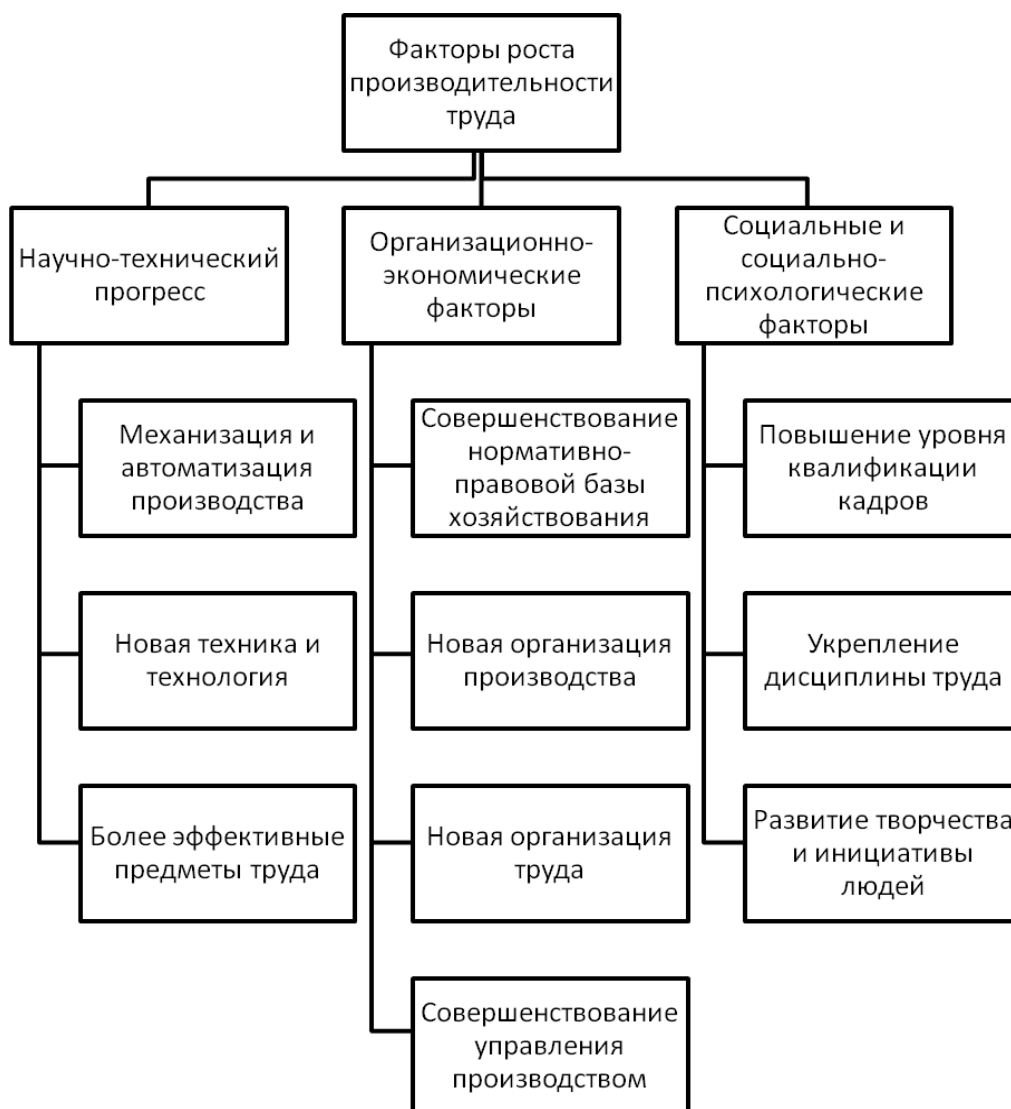 Факторы роста
производительности
труда
Научно-технический
прогресс
Организационно-
экономические
факторы
Социальные и
социально-
психологические
факторы
Механизация и
автоматизация
производства
Новая техника и
технология
Более эффективные
предметы труда
Совершенствование
нормативно-
правовой базы
хозяйствования
Новая организация
производства
Новая организация
труда
Совершенствование
управления
производством
Повышение уровня
квалификации
кадров
Укрепление
дисциплины труда
Развитие творчества
и инициативы
людей